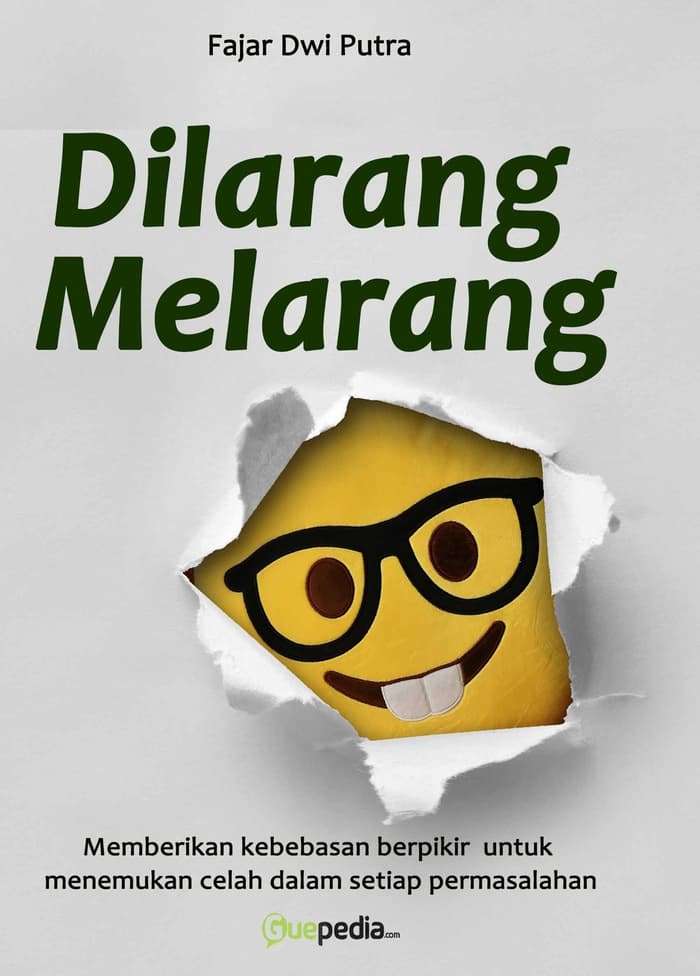 Fajar Dwi Putra
Dilarang
Melarang
Memberikan kebebasan berpikir untuk
menemukan celah dalam setiap permasalahan
Guepedia.com